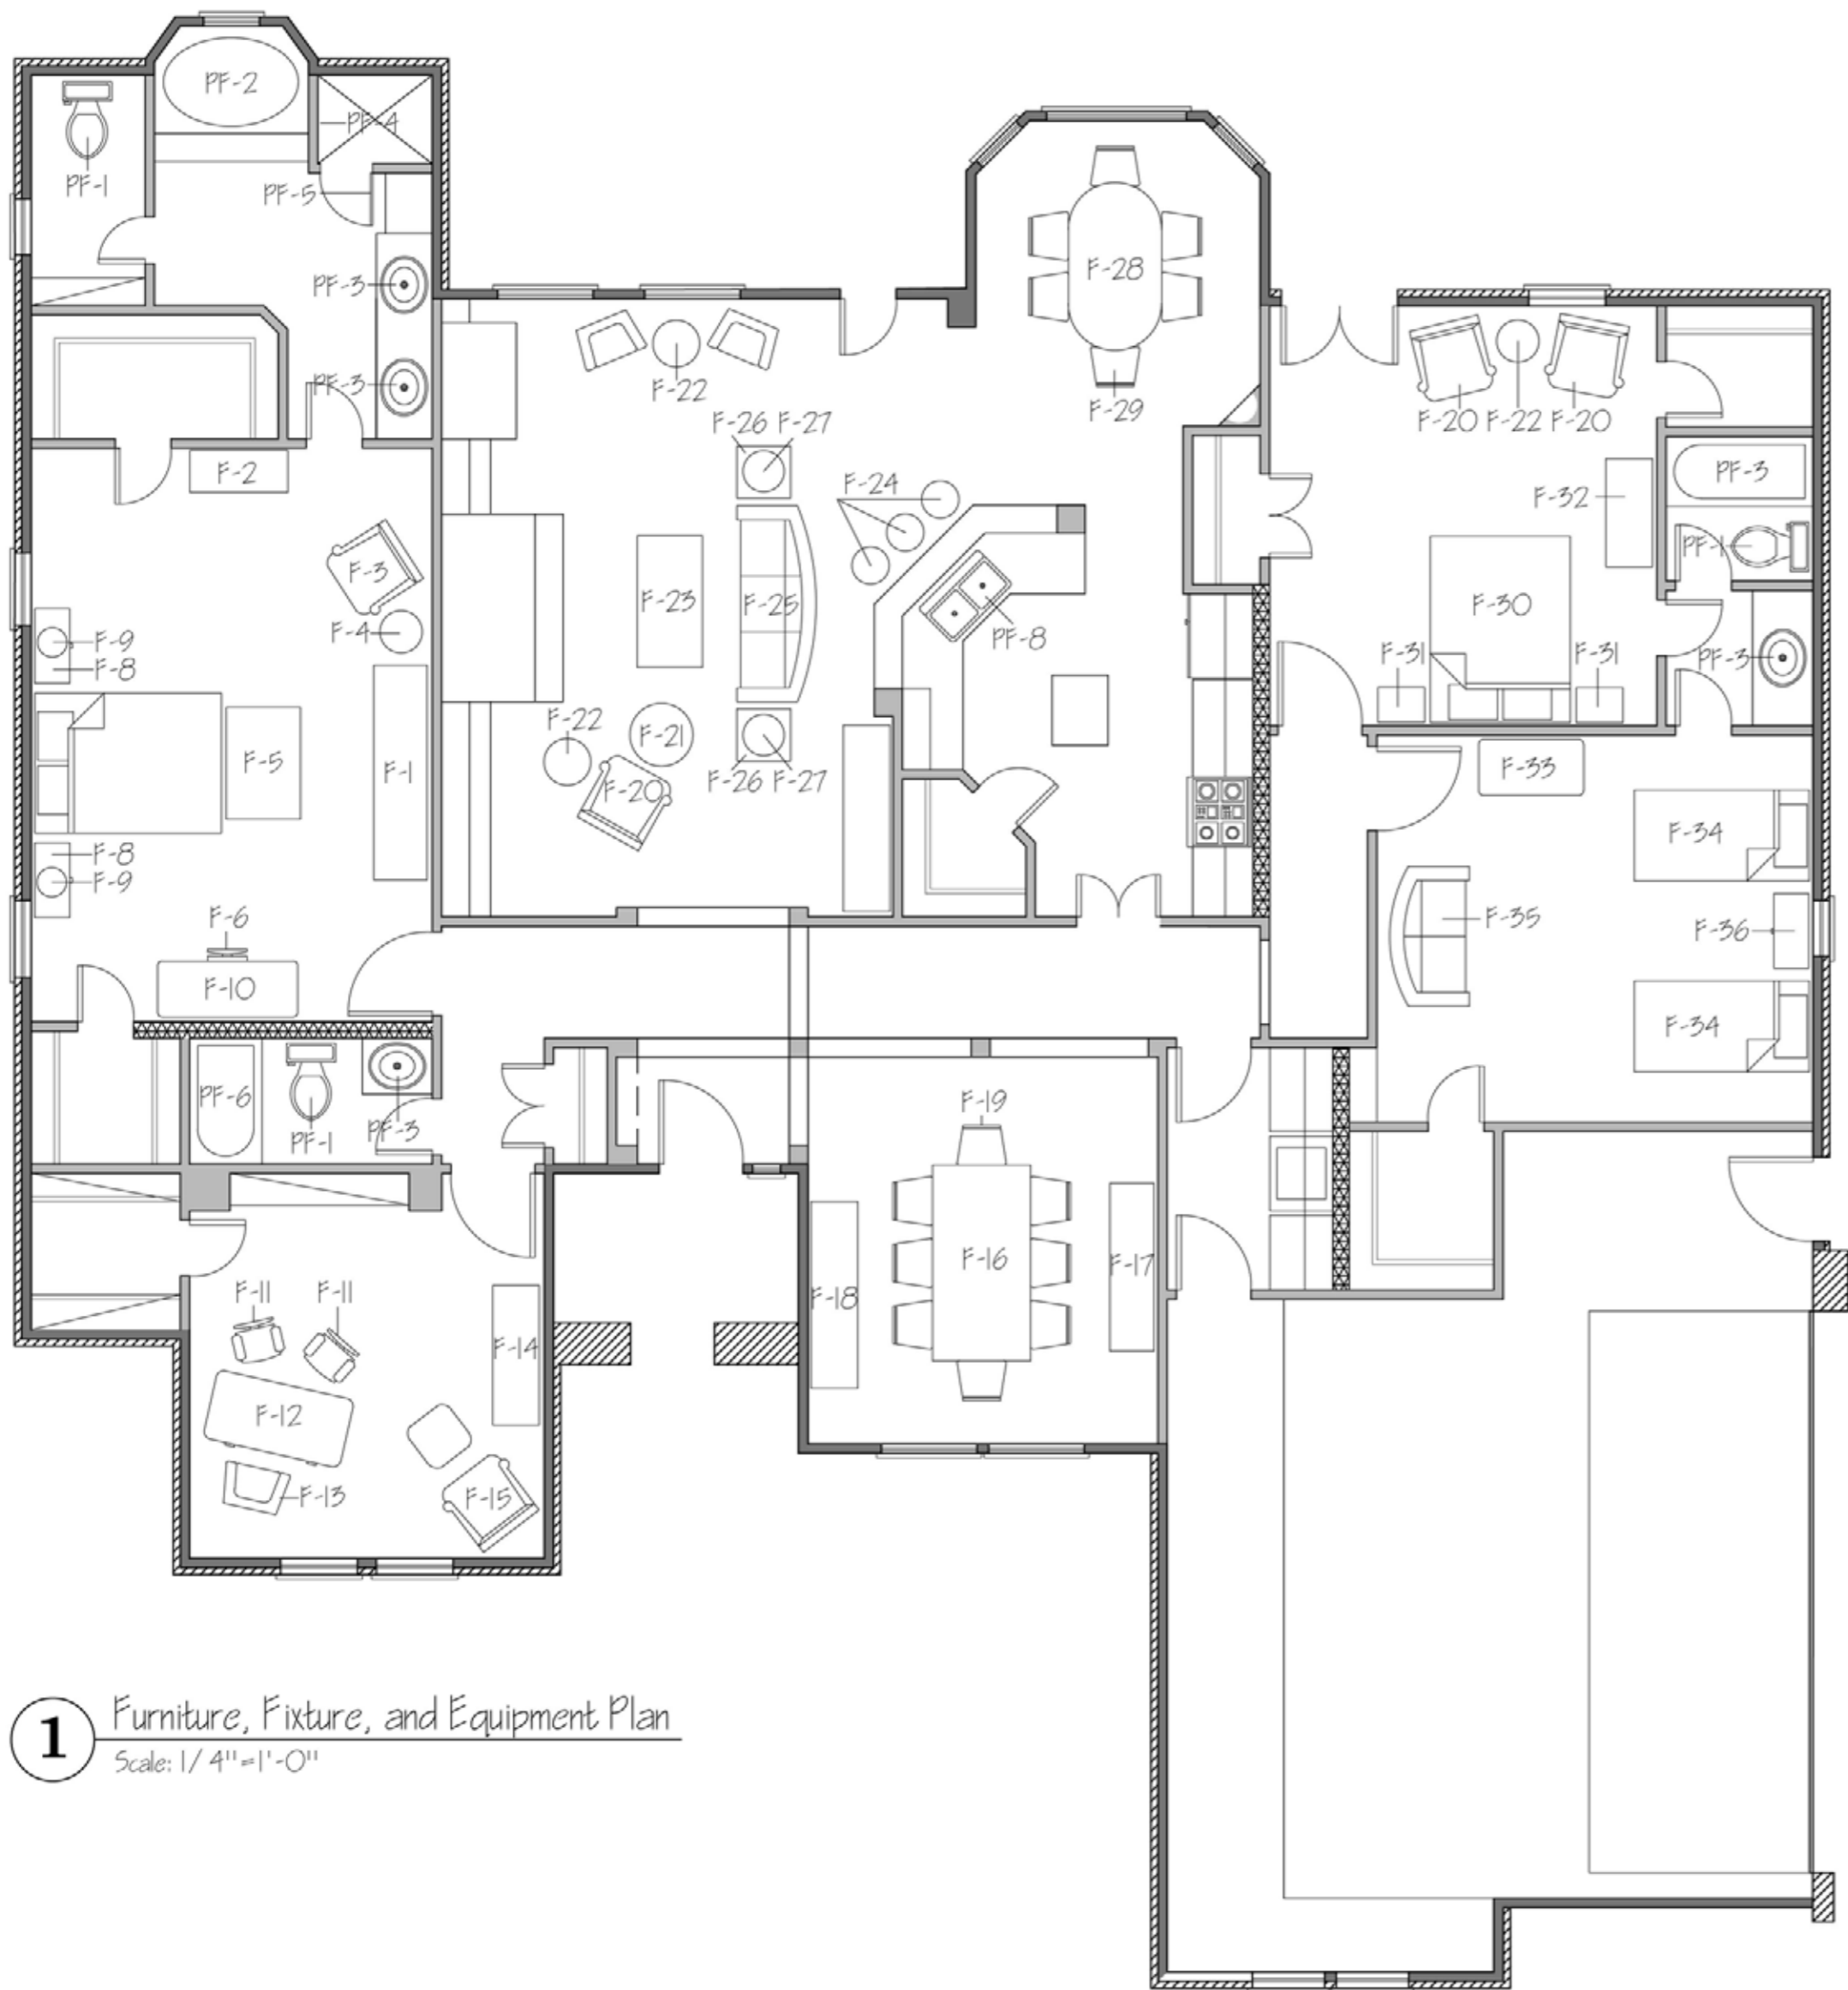 PF-2
PF-4
PF-1
PF-5
PF-3
PF-3
F-28
F-22
F-29
F-20 F-22 F-20
F-26 F-27
F-2
F-24
PF-3
F-32
F-3
PF-1
F-23
F-25
F-30
F-4
F-9
PF-8
F-8
F-31
F-31
PF-3
F-22
F-21
F-5
F-1
F-33
F-20
F-26 F-27
F-34
F-8
F-9
F-6
F-35
F-36
F-10
F-34
PF-6
F-19
PF-1
PF-3
F-16
F-17
F-11
F-11
F-18
F-14
F-12
F-13
F-15
1
Furniture, Fixture, and Equipment Plan
Scale: 1/4"=1'-0"